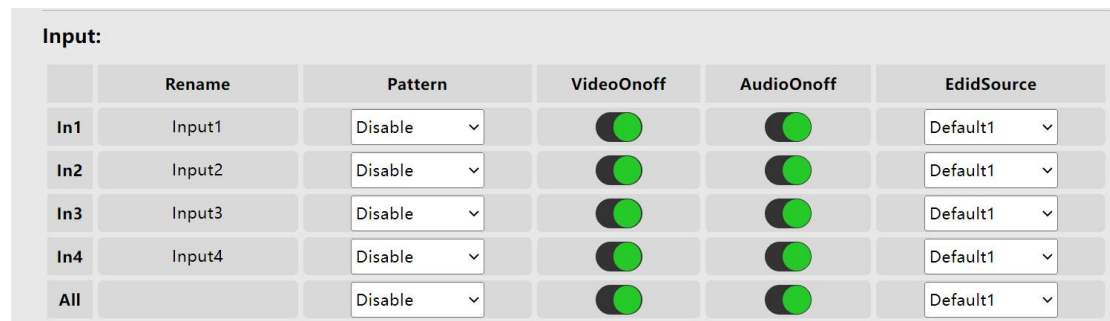 Input:
Rename Pattern VideoOnoff AudioOnoff EdidSource
In1 Input1 Disable Default1
In2 Input2 Disable Default1
In3 Input3 Disable Default1
In4 Input4 Disable Default1
All Disable Default1